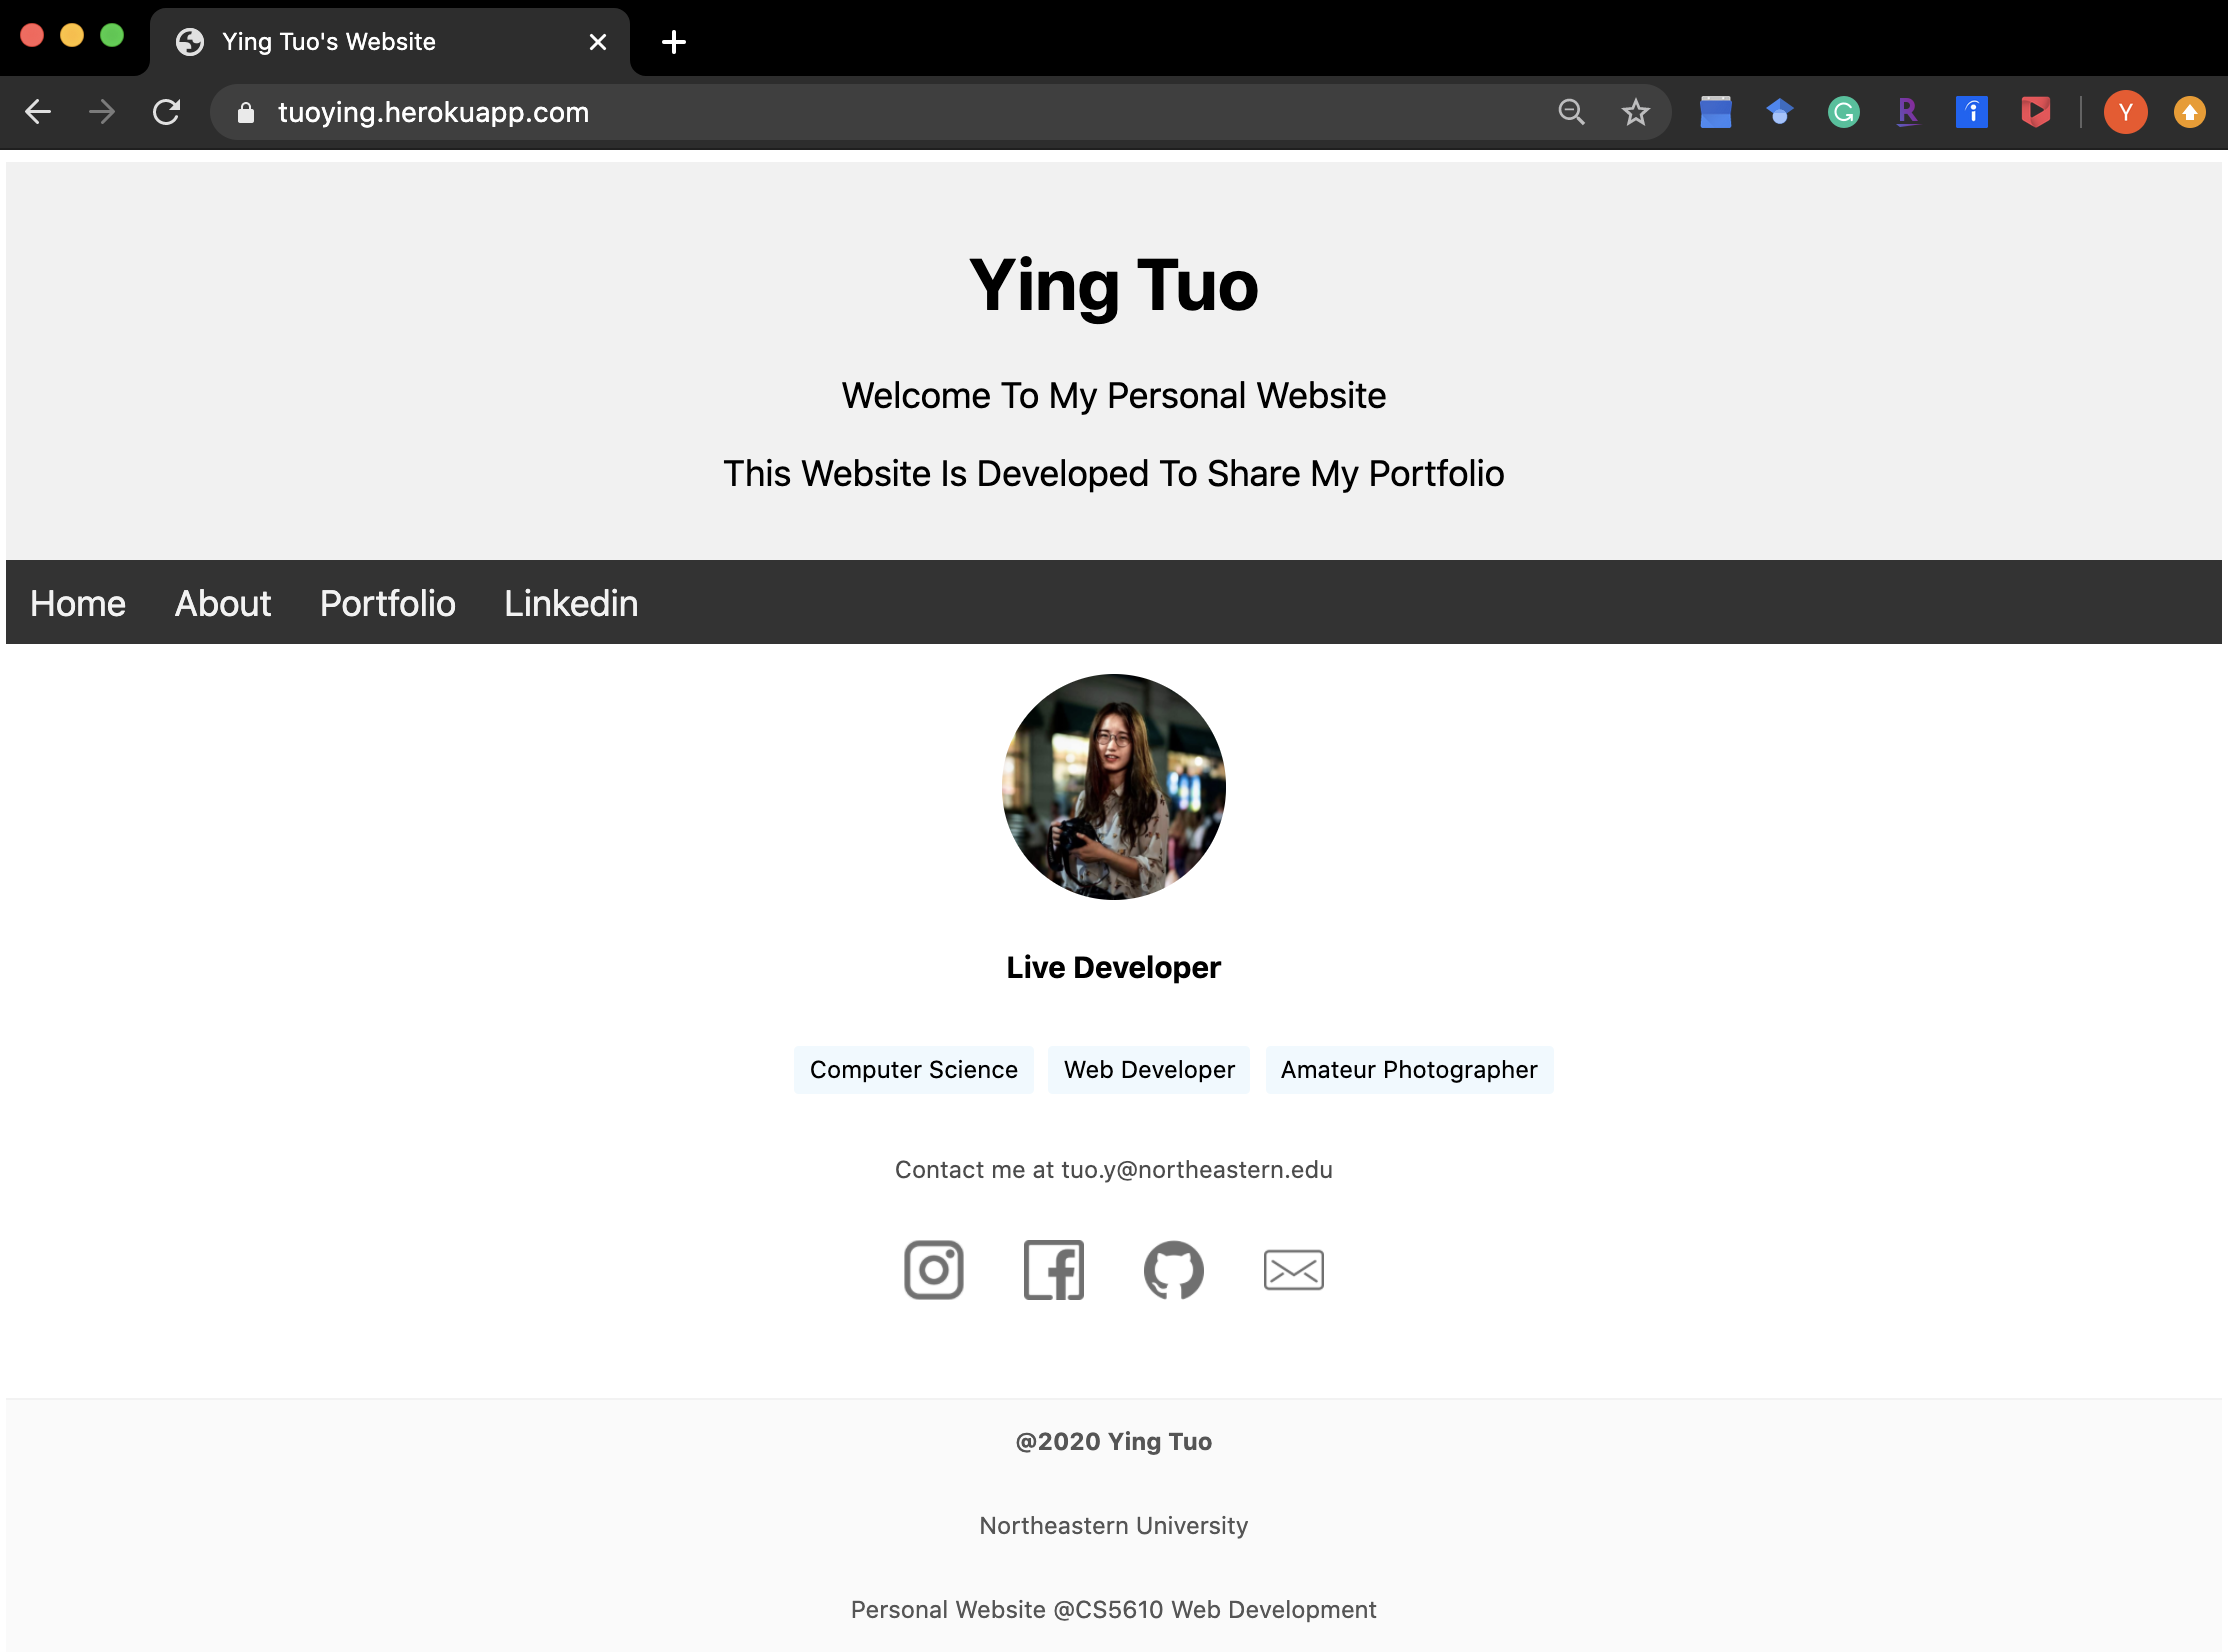 Ying Tuo's Website
tuoying.herokuapp.com
Y
Ying Tuo
Welcome To My Personal Website
This Website Is Developed To Share My Portfolio
Home About Portfolio Linkedin
Live Developer
Computer Science Web Developer Amateur Photographer
Contact me at tuo.y@northeastern.edu
@2020 Ying Tuo
Northeastern University
Personal Website @CS5610 Web Development